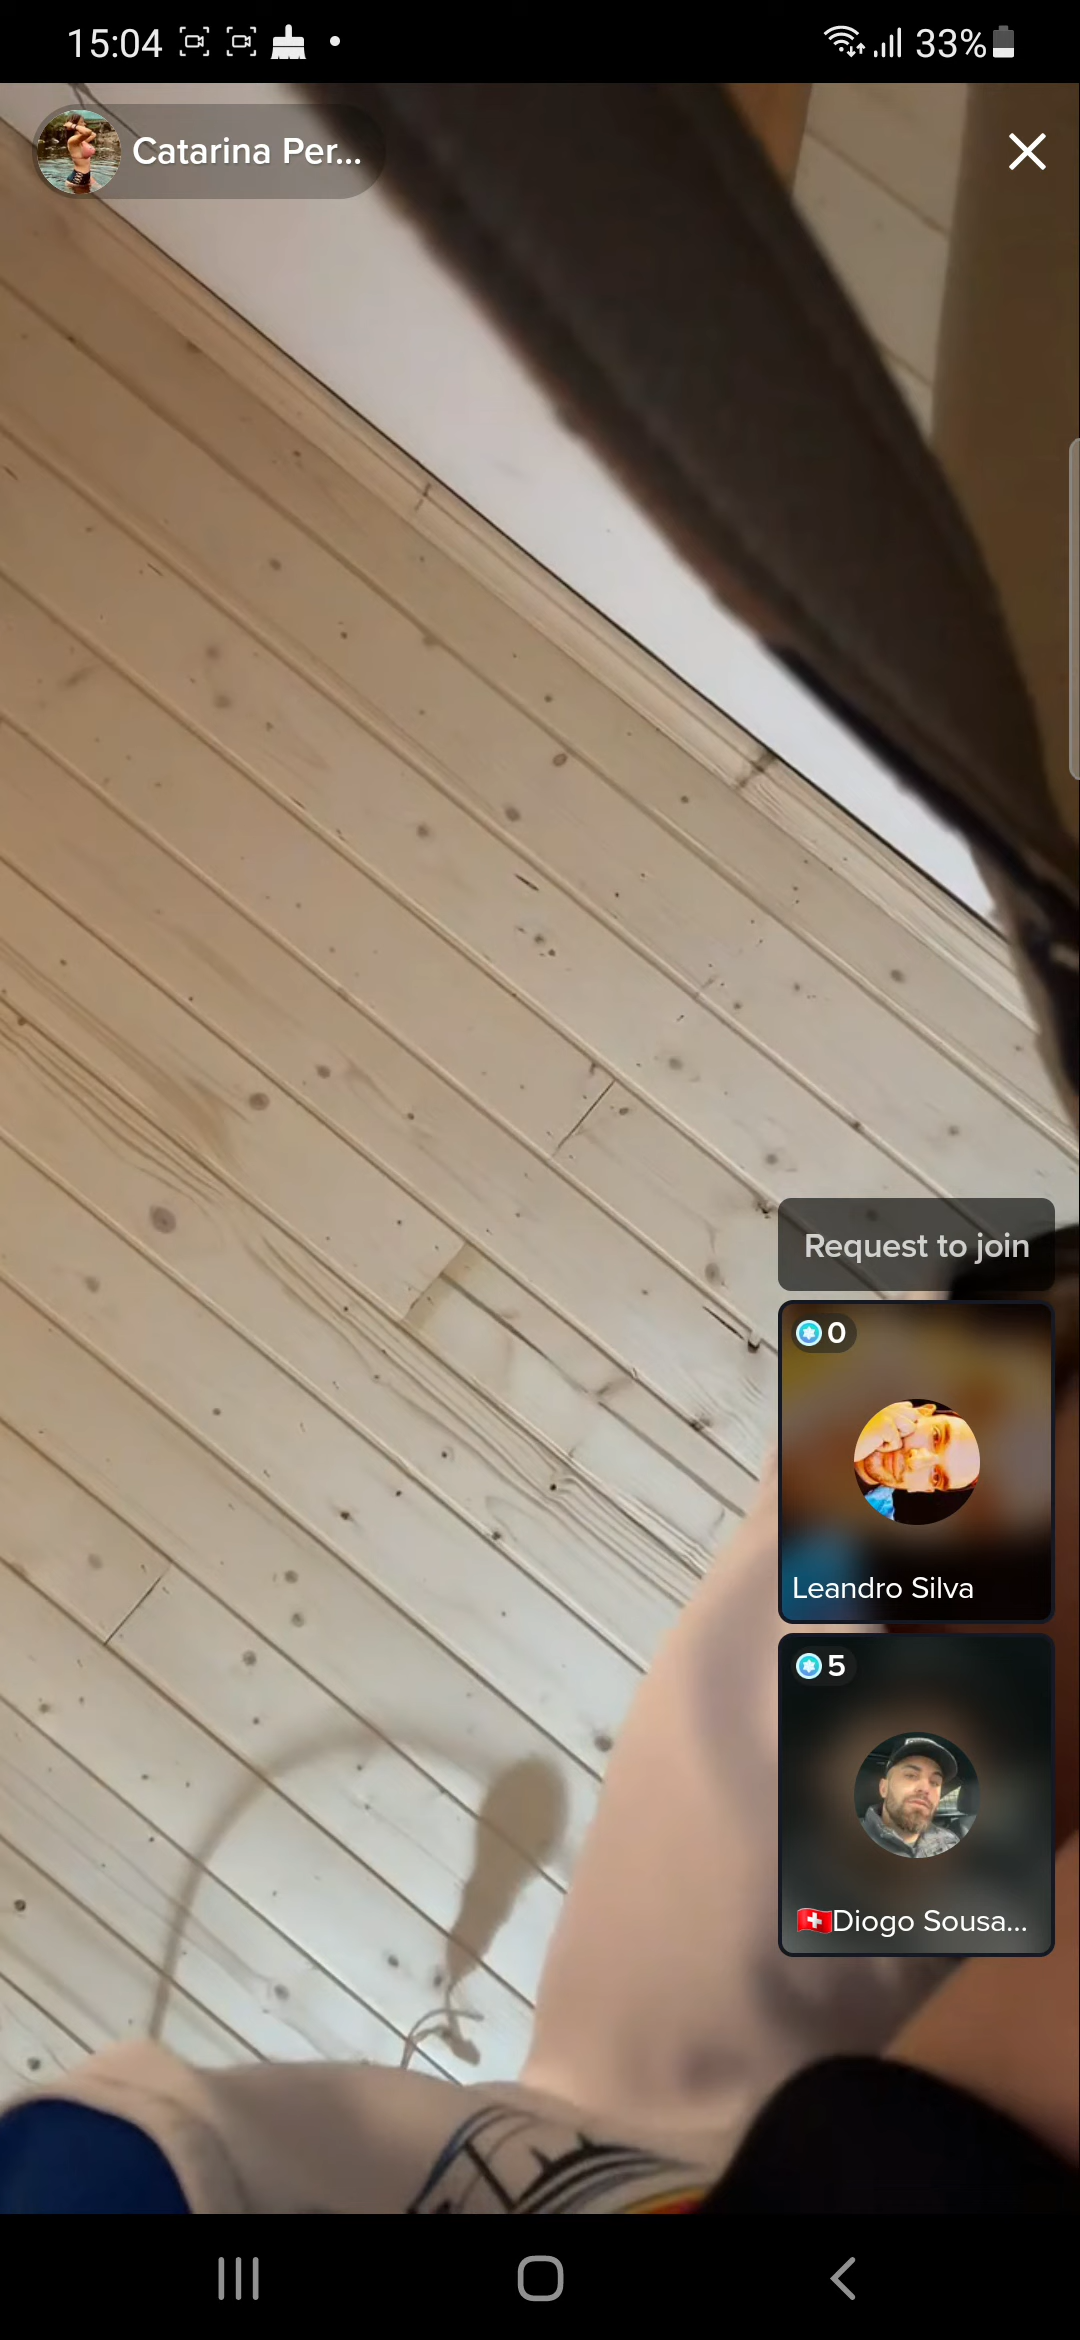 15:04
33%
Catarina Per...
Request to join
0
Leandro Silva
5
🇨🇭Diogo Sousa...